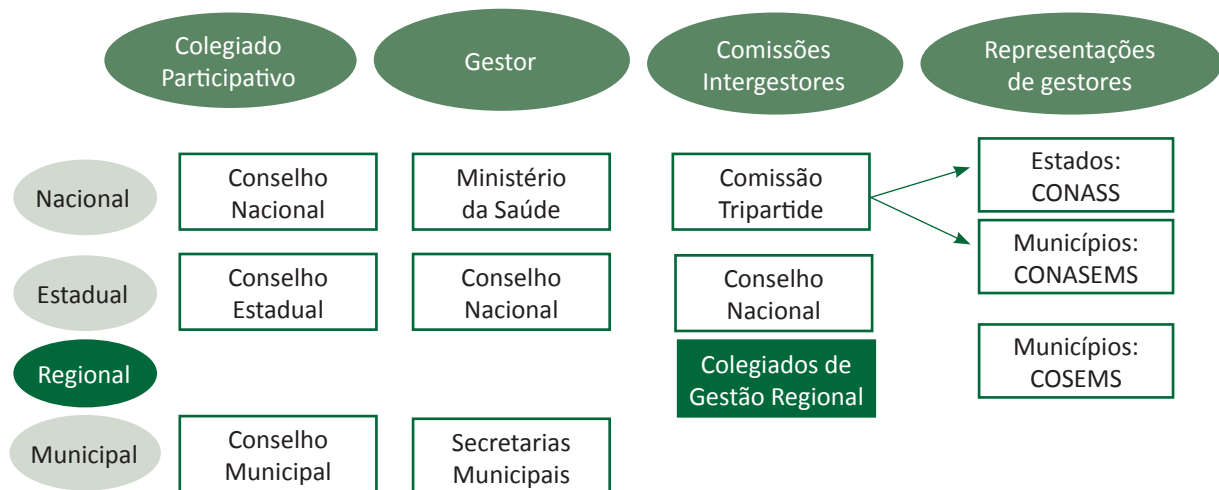 Colegiado
Participativo
Gestor
Comissões
Intergestores
Representações
de gestores
Nacional
Conselho
Nacional
Ministério
da Saúde
Comissão
Tripartide
Estados:
CONASS
Municípios:
CONASEMS
Estadual
Conselho
Estadual
Conselho
Nacional
Conselho
Nacional
Regional
Colegiados de
Gestão Regional
Municípios:
COSEMS
Municipal
Conselho
Municipal
Secretarias
Municipais